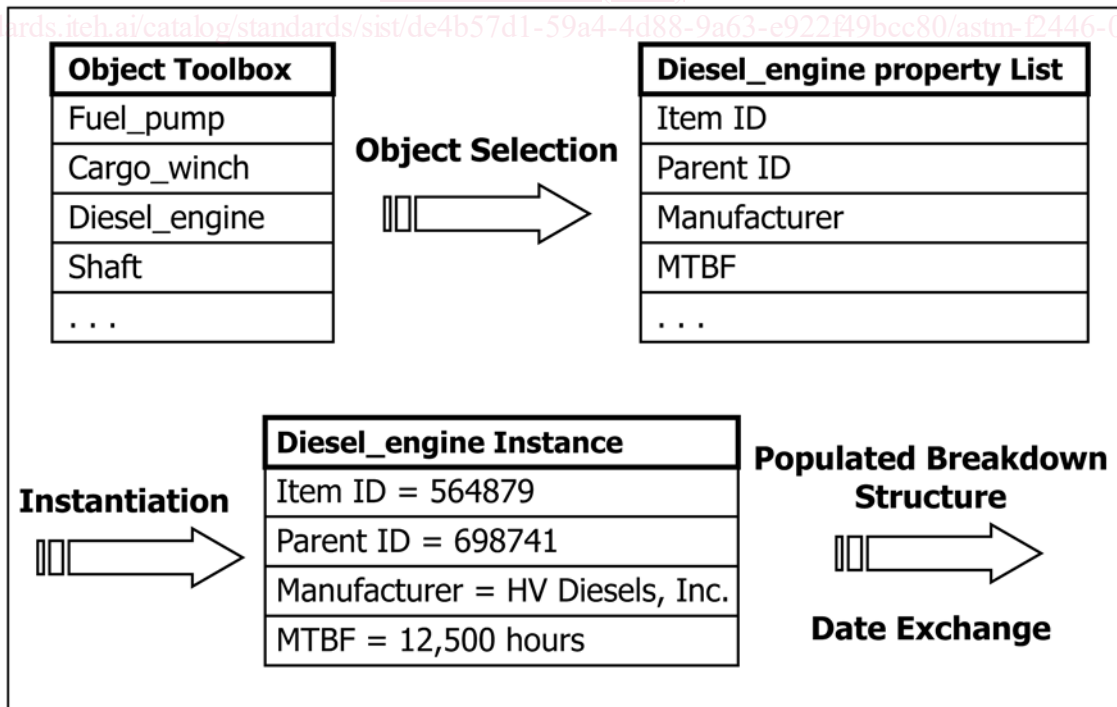 ards.iteh.ai/catalog/standards/sist/de4b57d1-59a4-4d88-9a63-e922f49bcc80/astm-f2446-0
Object Toolbox
Fuel_pump
Cargo_winch
Diesel_engine
Shaft
. . .
Object Selection
Diesel_engine property List
Item ID
Parent ID
Manufacturer
MTBF
. . .
Instantiation
Diesel_engine Instance
Item ID = 564879
Parent ID = 698741
Manufacturer = HV Diesels, Inc.
MTBF = 12,500 hours
Populated Breakdown
Structure
Date Exchange